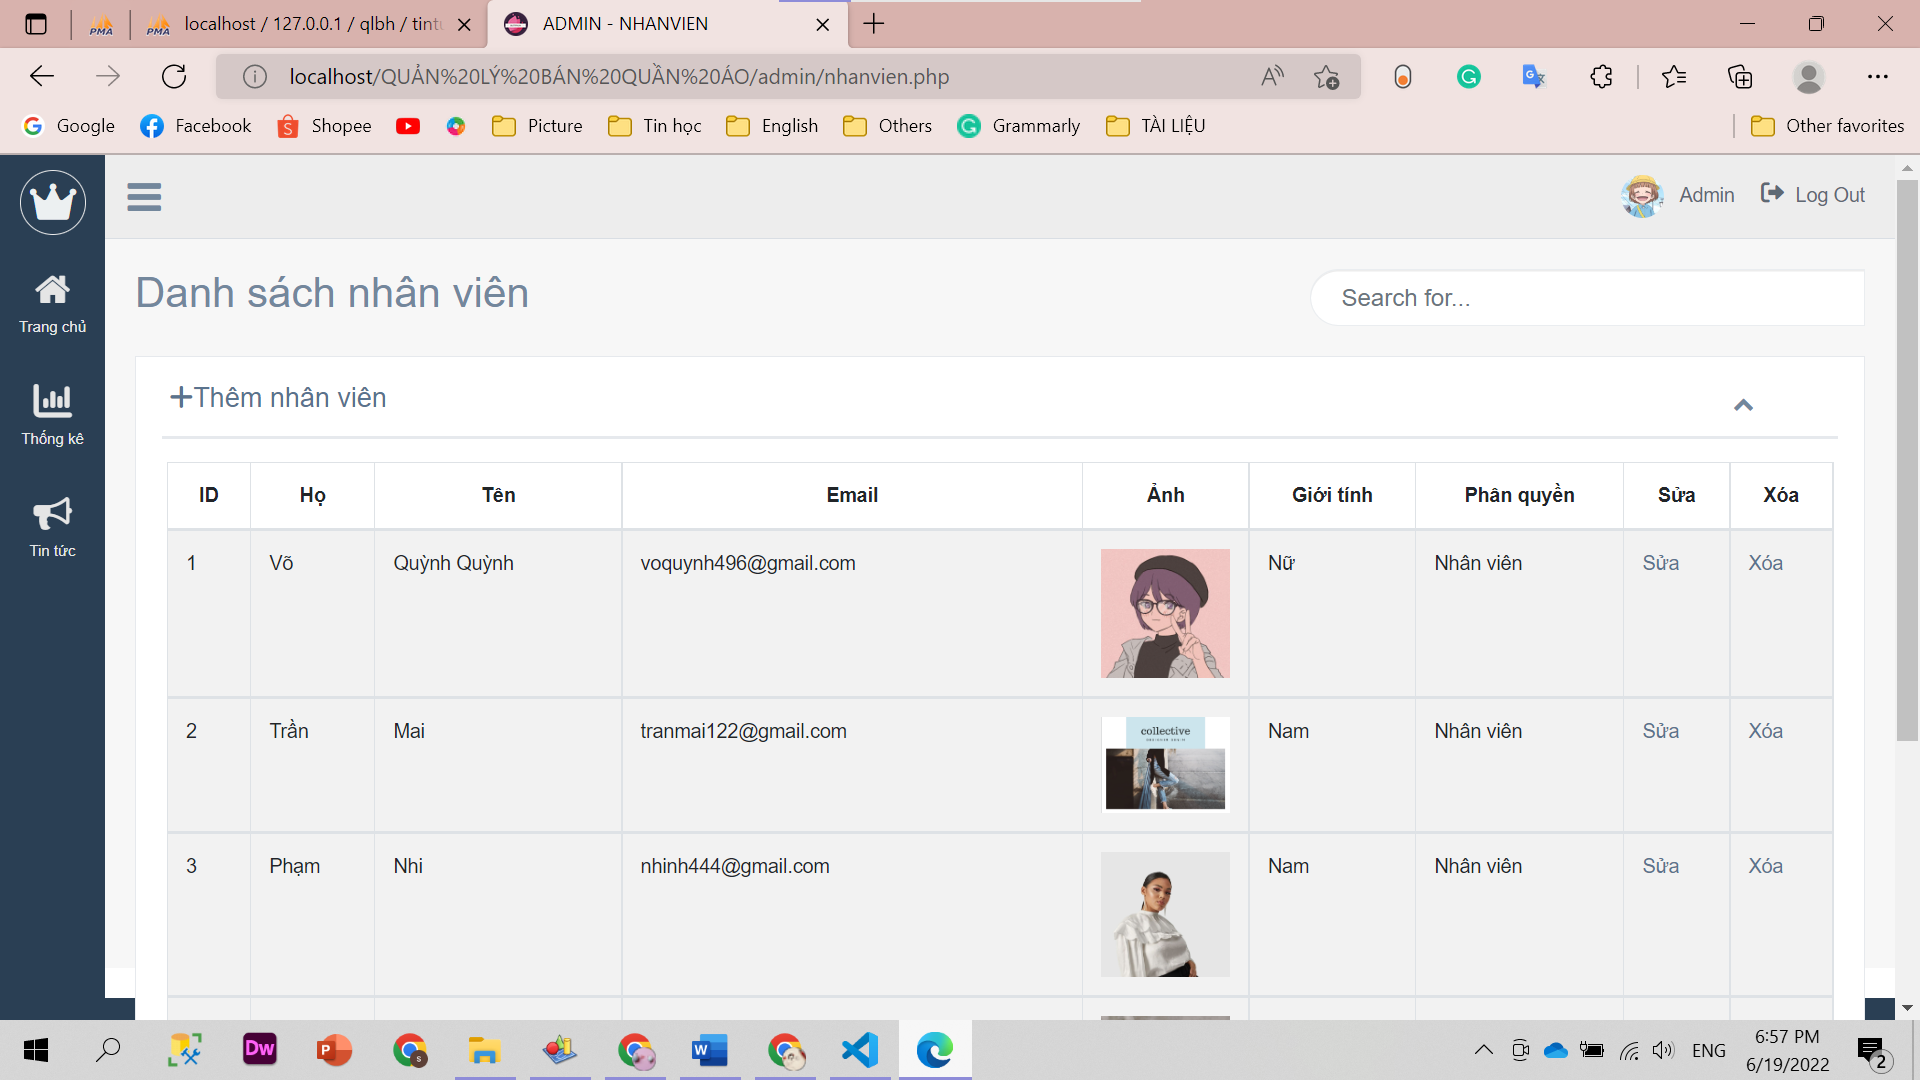 localhost / 127.0.0.1 / qlbh / tintu
ADMIN - NHANVIEN
localhost/QUẢN%20LÝ%20BÁN%20QUẦN%20ÁO/admin/nhanvien.php
Google Facebook Shopee Picture Tin học English Others Grammarly TÀI LIỆU Other favorites
Admin Log Out
Danh sách nhân viên
Search for...
Trang chủ
Thêm nhân viên
Thống kê
Tin tức
ID Họ Tên Email Ảnh Giới tính Phân quyền Sửa Xóa
1 Võ Quỳnh Quỳnh voquynh496@gmail.com Nữ Nhân viên Sửa Xóa
2 Trần Mai tranmai122@gmail.com Nam Nhân viên Sửa Xóa
collective
3 Phạm Nhi nhinh444@gmail.com Nam Nhân viên Sửa Xóa
ENG
6:57 PM
6/19/2022
2